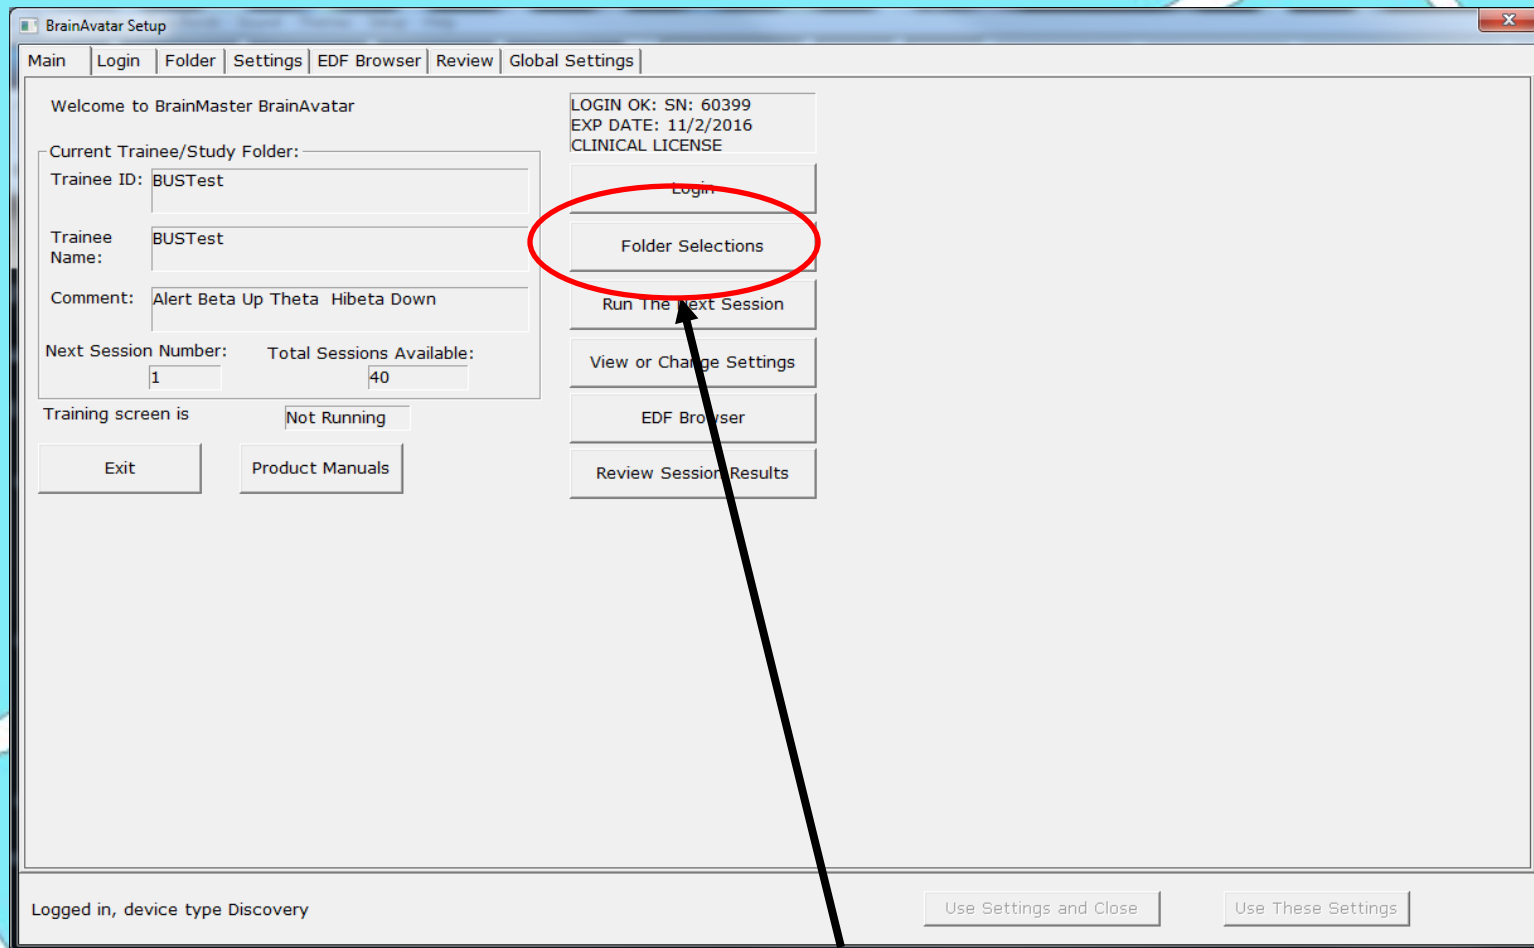 BrainAvatar Setup
Main Login Folder Settings EDF Browser Review Global Settings
Welcome to BrainMaster BrainAvatar
LOGIN OK: SN: 60399
EXP DATE: 11/2/2016
CLINICAL LICENSE
Current Trainee/Study Folder:
Trainee ID: BUSTest
Trainee Name: BUSTest
Comment: Alert Beta Up Theta  Hibeta Down
Next Session Number: 1
Total Sessions Available: 40
Training screen is Not Running
Exit
Product Manuals
Login
Folder Selections
Run The Next Session
View or Change Settings
EDF Browser
Review Session Results
Logged in, device type Discovery
Use Settings and Close
Use These Settings